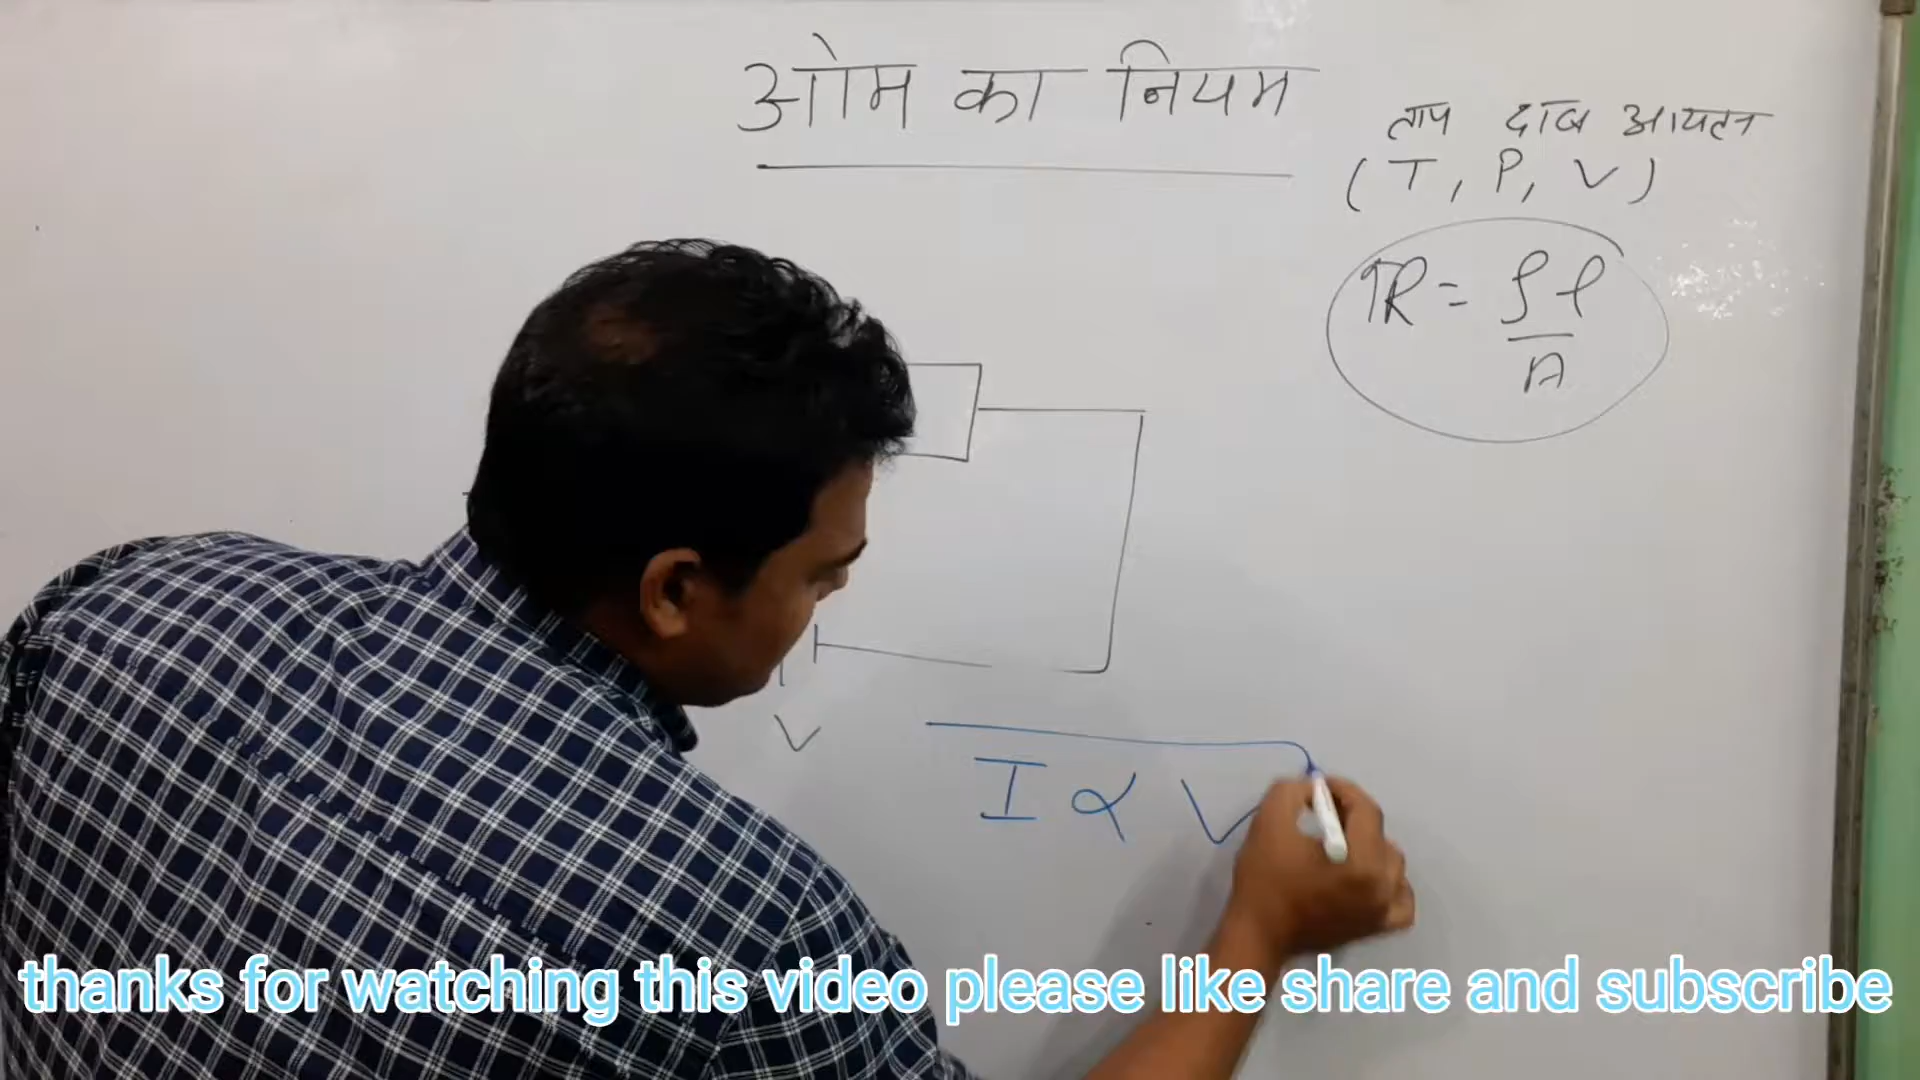 ओम का नियम
ताप दाब आयतन
(T, P, V)
R = ρl
A
V
I ∝ V
thanks for watching this video please like share and subscribe